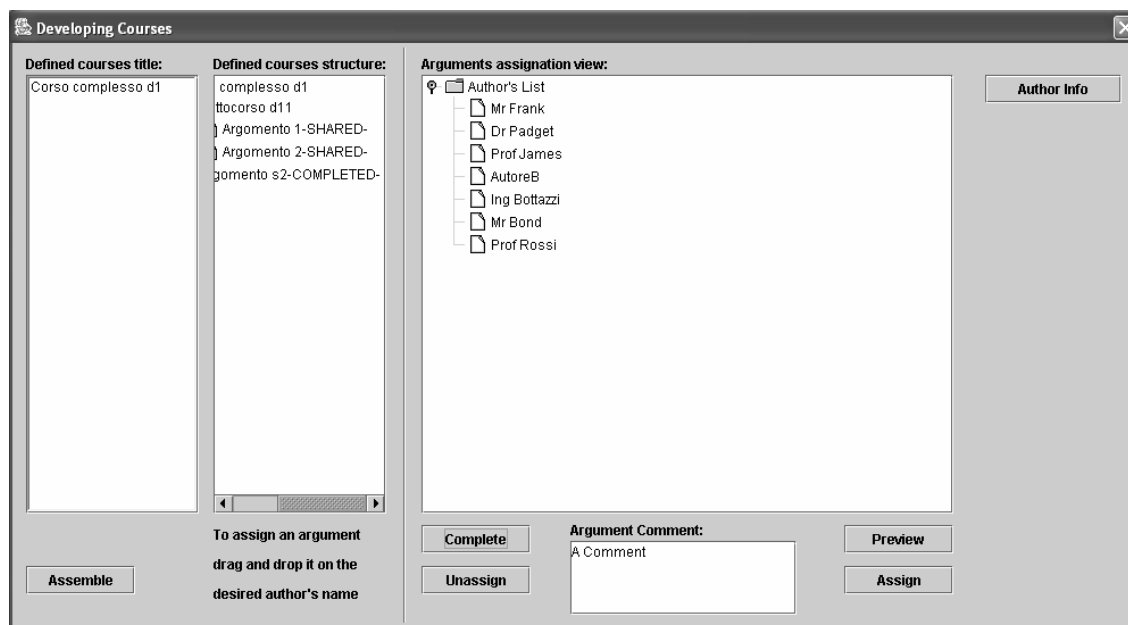 Developing Courses
Defined courses title:
Corso complesso d1
Defined courses structure:
complesso d1
ttocorso d11
Argomento 1-SHARED-
Argomento 2-SHARED-
gomento s2-COMPLETED-
Arguments assignation view:
Author's List
Mr Frank
Dr Padget
Prof James
AutoreB
Ing Bottazzi
Mr Bond
Prof Rossi
Author Info
To assign an argument
drag and drop it on the
desired author's name
Assemble
Complete
Unassign
Argument Comment:
A Comment
Preview
Assign